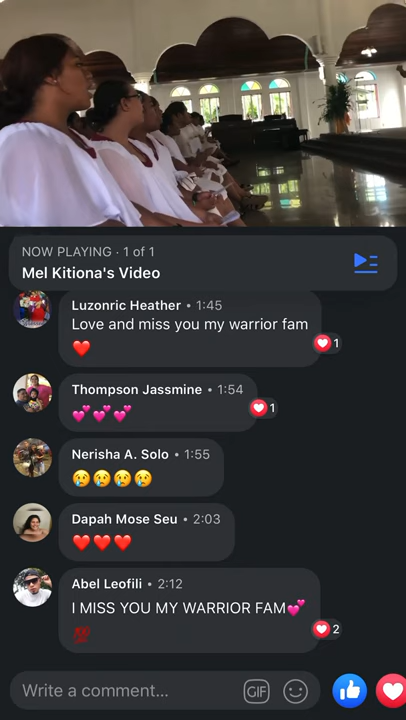 NOW PLAYING · 1 of 1
Mel Kitiona's Video
Luzonric Heather • 1:45
Love and miss you my warrior fam
❤️
1
Thompson Jassmine • 1:54
💕💕💕
1
Nerisha A. Solo • 1:55
😢😢😢😢
Dapah Mose Seu • 2:03
❤️❤️❤️
Abel Leofili • 2:12
I MISS YOU MY WARRIOR FAM💕
💯
2
Write a comment...
GIF